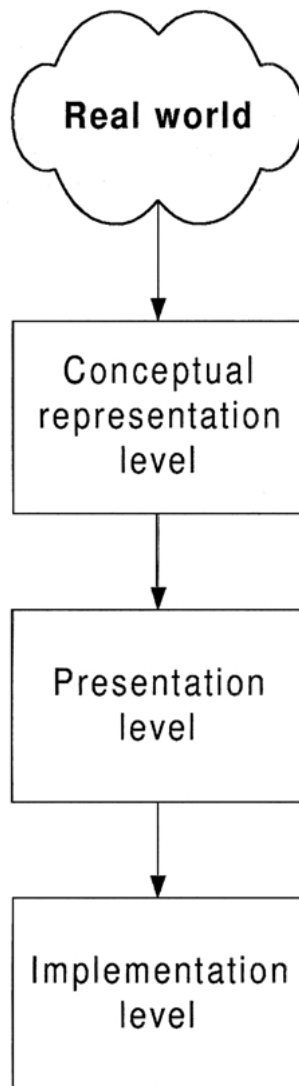 Real world
Conceptual
representation
level
Presentation
level
Implementation
level